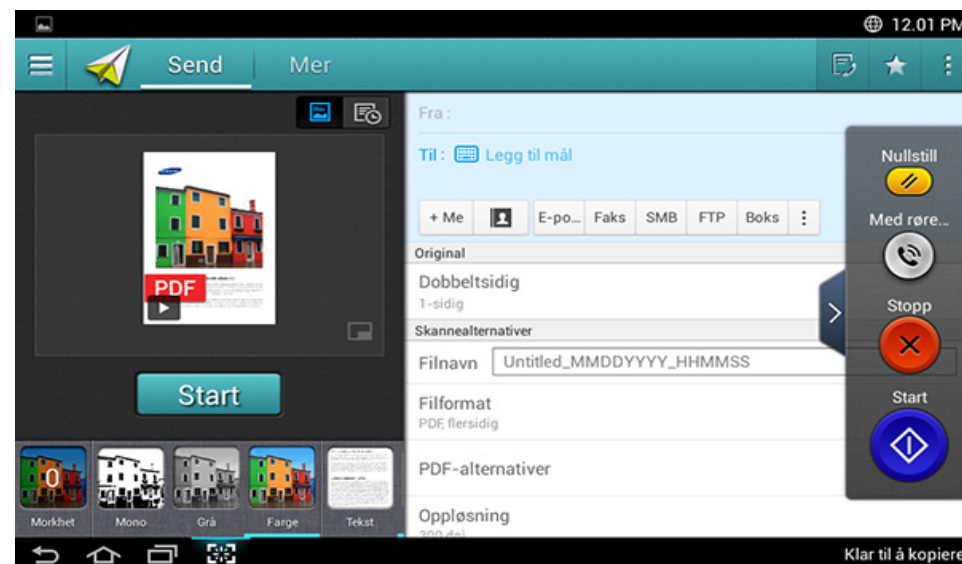 12.01 PM
Send
Mer
Fra :
Til :
Legg til mål
Nullstill
+ Me
E-po...
Faks
SMB
FTP
Boks
Med røre...
Original
Dobbeltsidig
1-sidig
Skannealternativer
Stopp
Filnavn
Untitled_MMDDYYYY_HHMMSS
PDF
Start
Filformat
PDF, flersidig
Start
PDF-alternativer
0
Morkhet
Mono
Grå
Farge
Tekst
Oppløsning
Klar til å kopiere